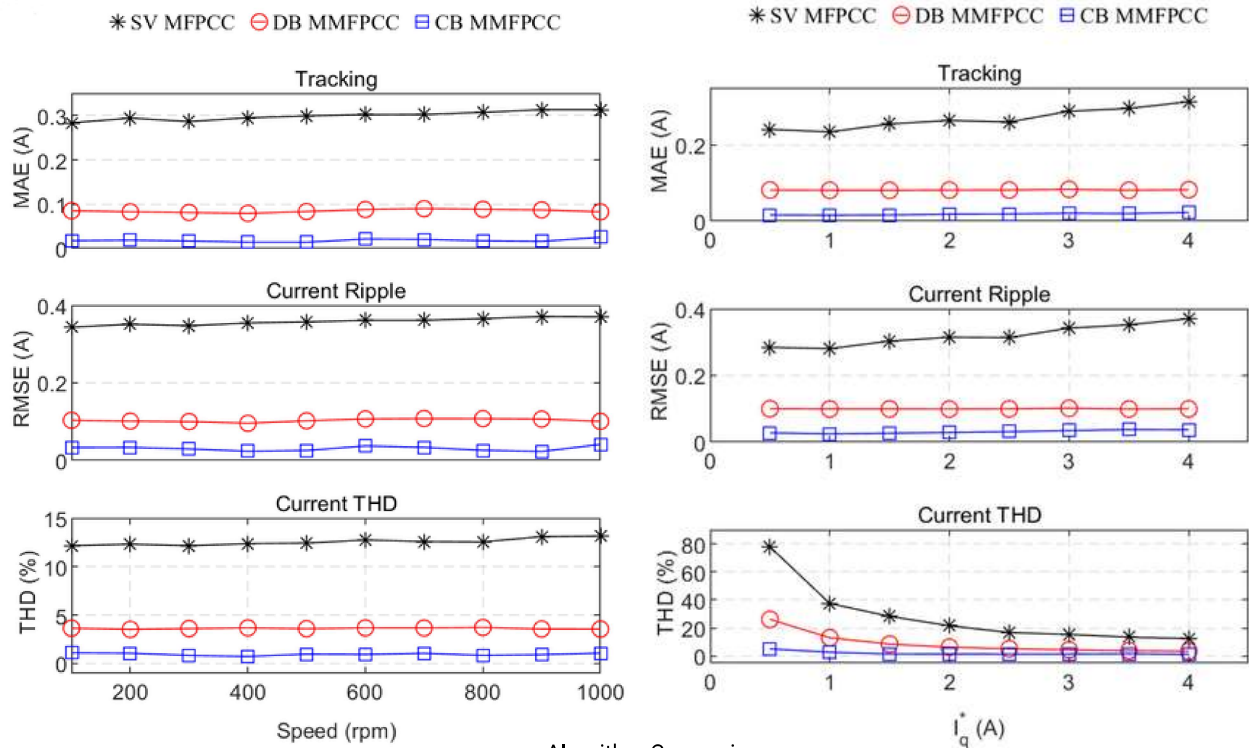 SV MFPCC DB MMFPCC CB MMFPCC
Tracking
MAE (A)
0.3
0.2
0.1
0
Current Ripple
RMSE (A)
0.4
0.2
0
Current THD
THD (%)
15
10
5
0
200 400 600 800 1000
Speed (rpm)
SV MFPCC DB MMFPCC CB MMFPCC
Tracking
MAE (A)
0.2
0
0 1 2 3 4
Current Ripple
RMSE (A)
0.4
0.2
0
0 1 2 3 4
Current THD
THD (%)
80
60
40
20
0
0 1 2 3 4
I*q (A)